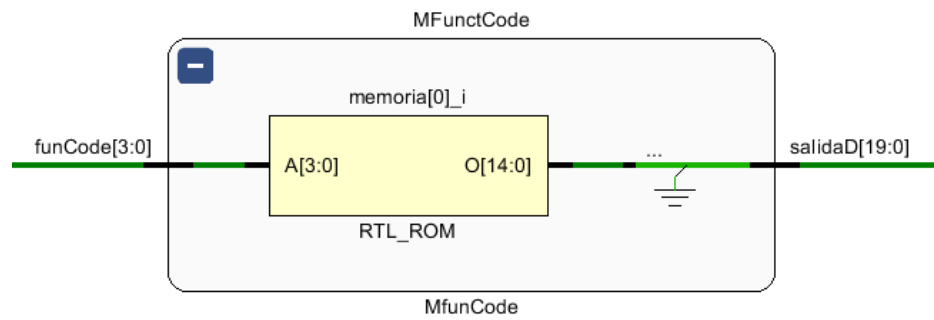 MFunctCode
memoria[0]_i
funCode[3:0]
A[3:0]
O[14:0]
...
salidaD[19:0]
RTL_ROM
MfunCode